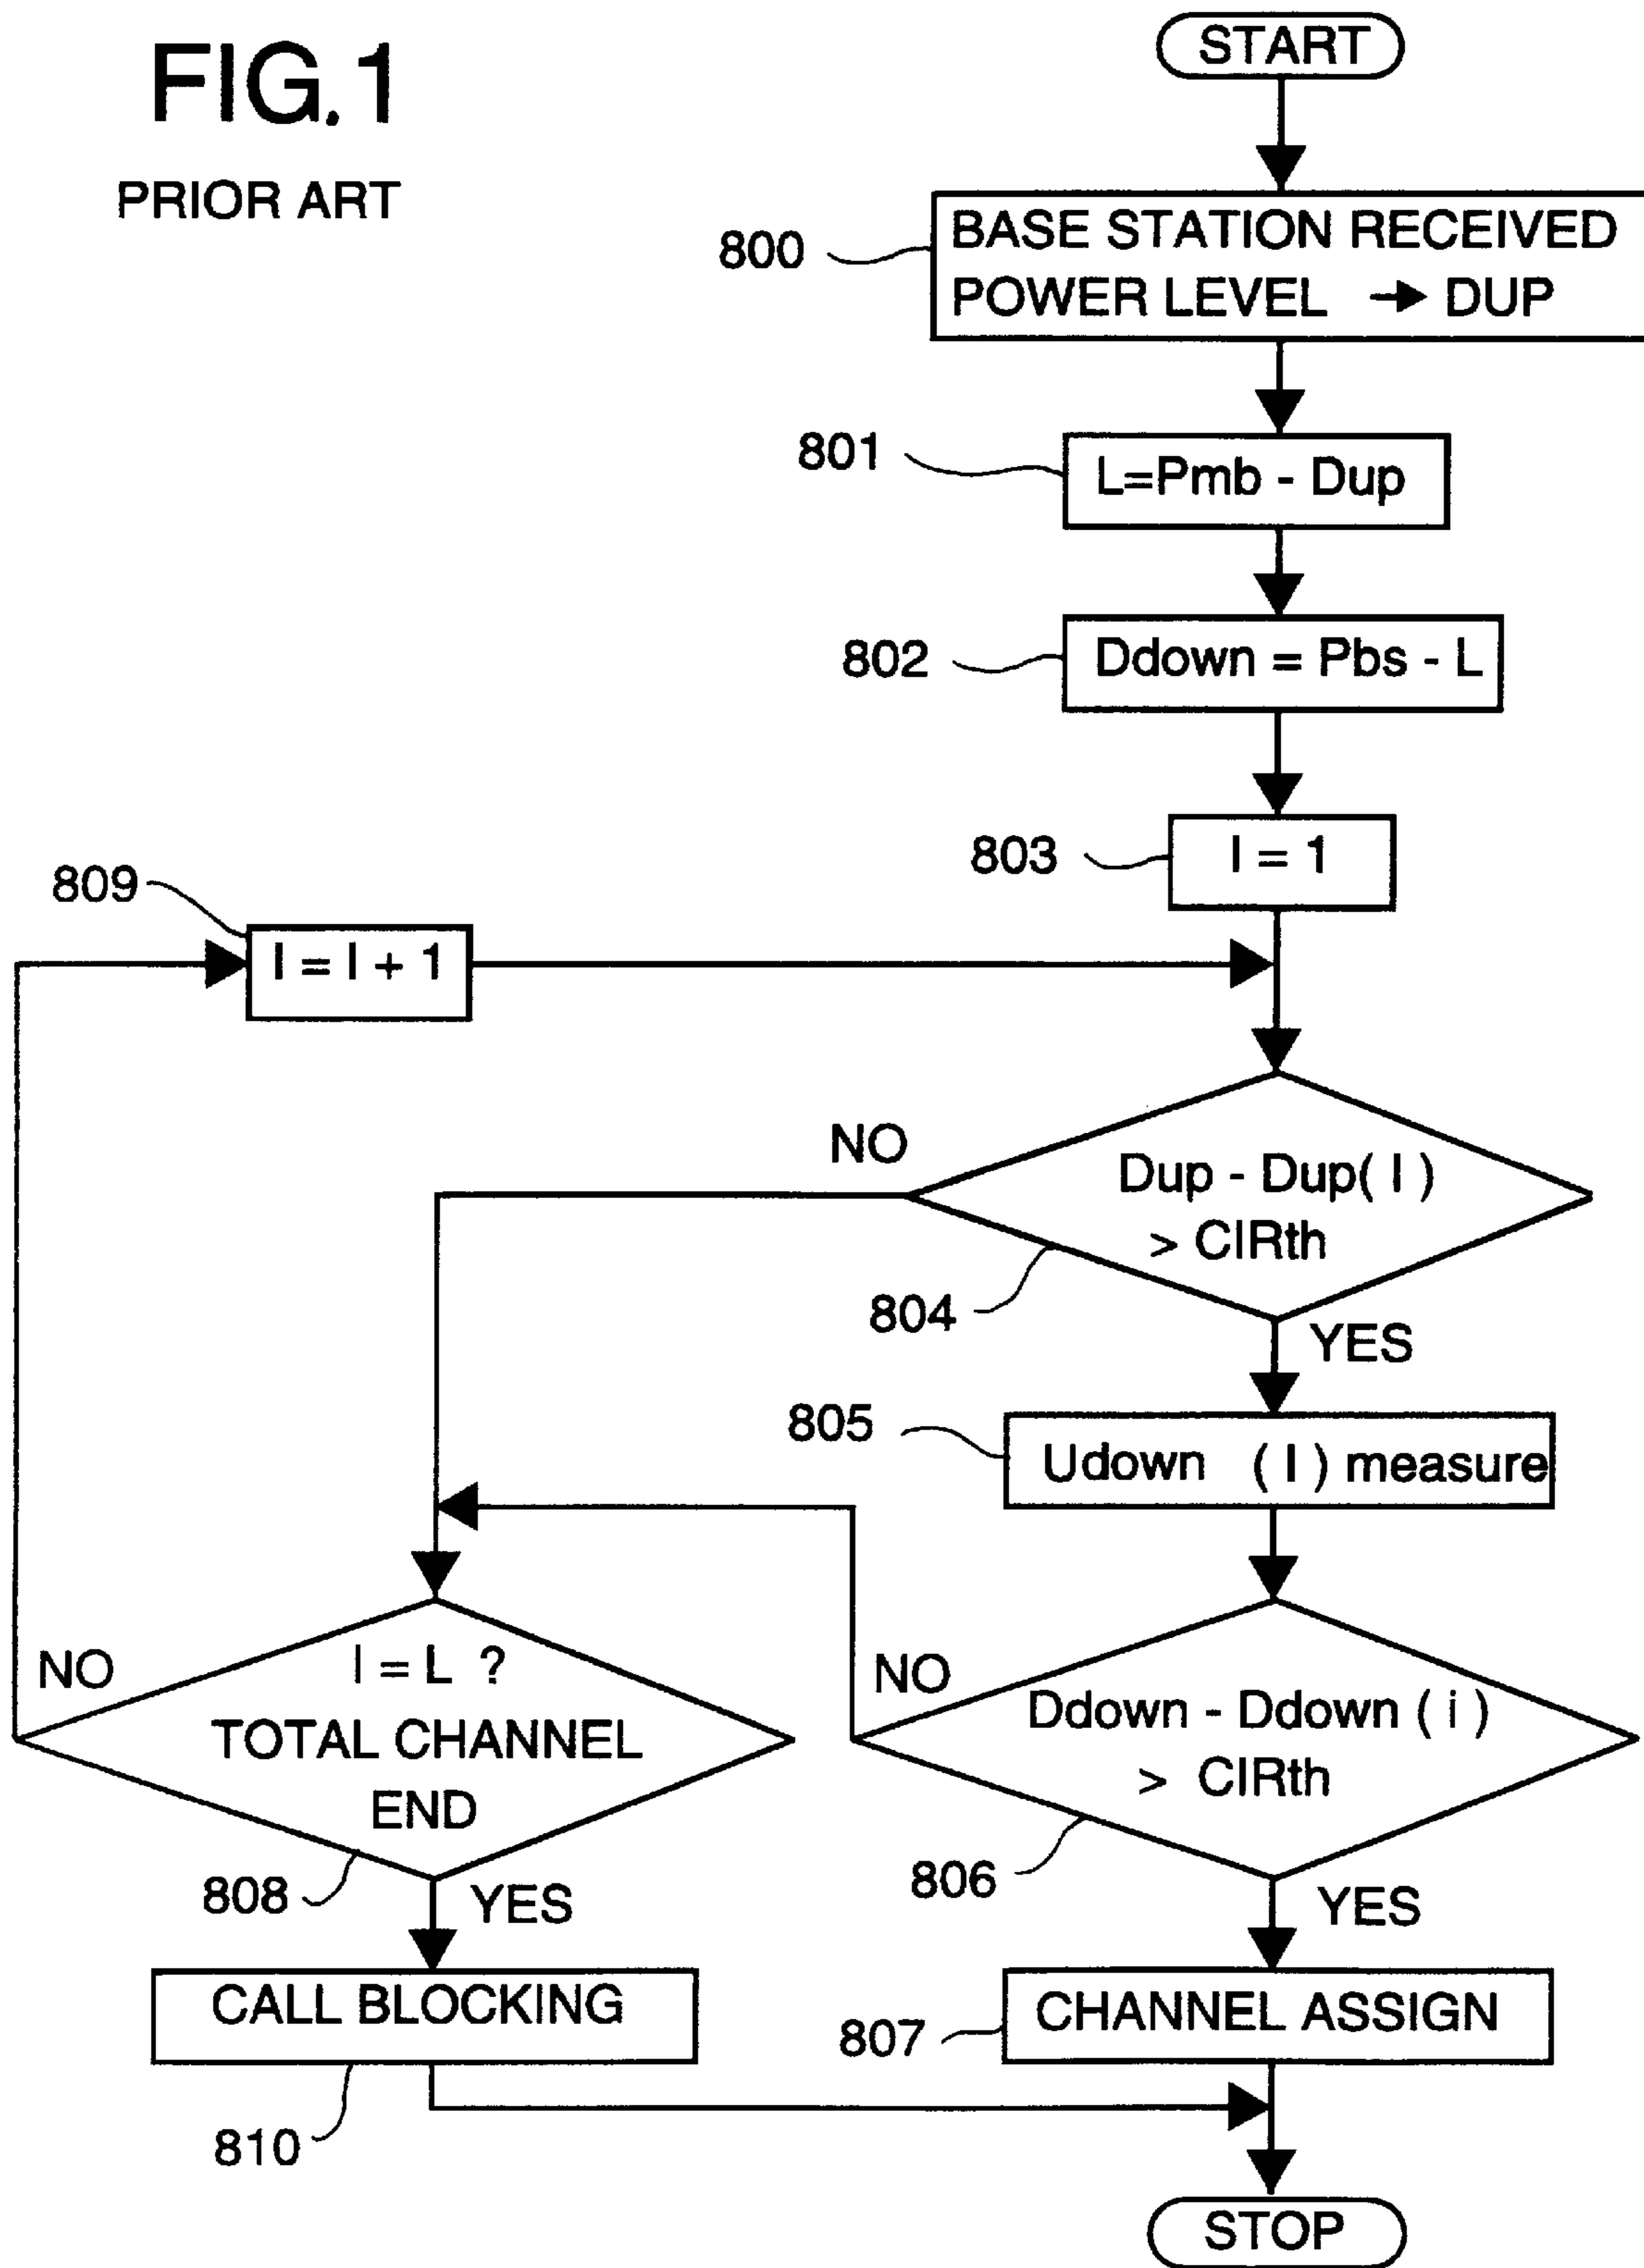 FIG.1
PRIOR ART
START
800
BASE STATION RECEIVED
POWER LEVEL → DUP
801
L=Pmb - Dup
802
Ddown = Pbs - L
803
I = 1
809
I = I + 1
NO
Dup - Dup( I )
> CIRth
804
YES
805
Udown ( I ) measure
NO
I = L ?
TOTAL CHANNEL
END
808
YES
NO
Ddown - Ddown ( i )
> CIRth
806
YES
CALL BLOCKING
810
CHANNEL ASSIGN
807
STOP